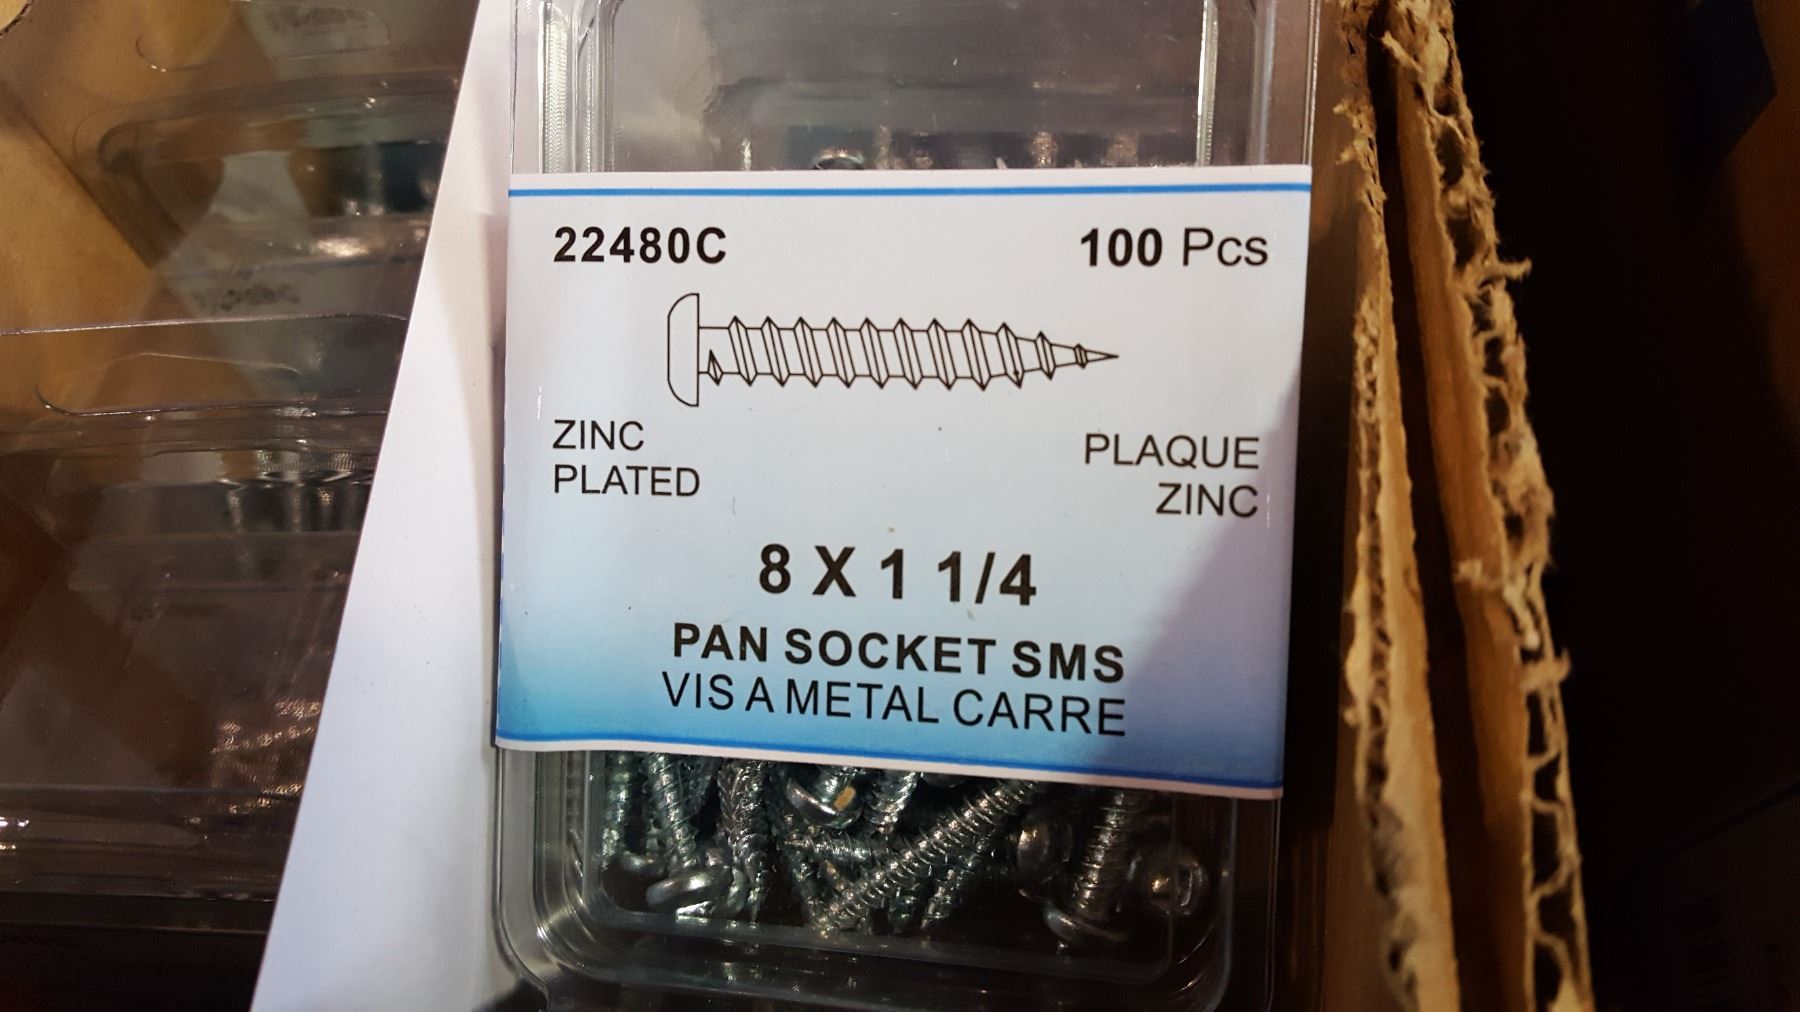 22480C
100 Pcs
ZINC
PLATED
PLAQUE
ZINC
8 X 1 1/4
PAN SOCKET SMS
VIS A METAL CARRE